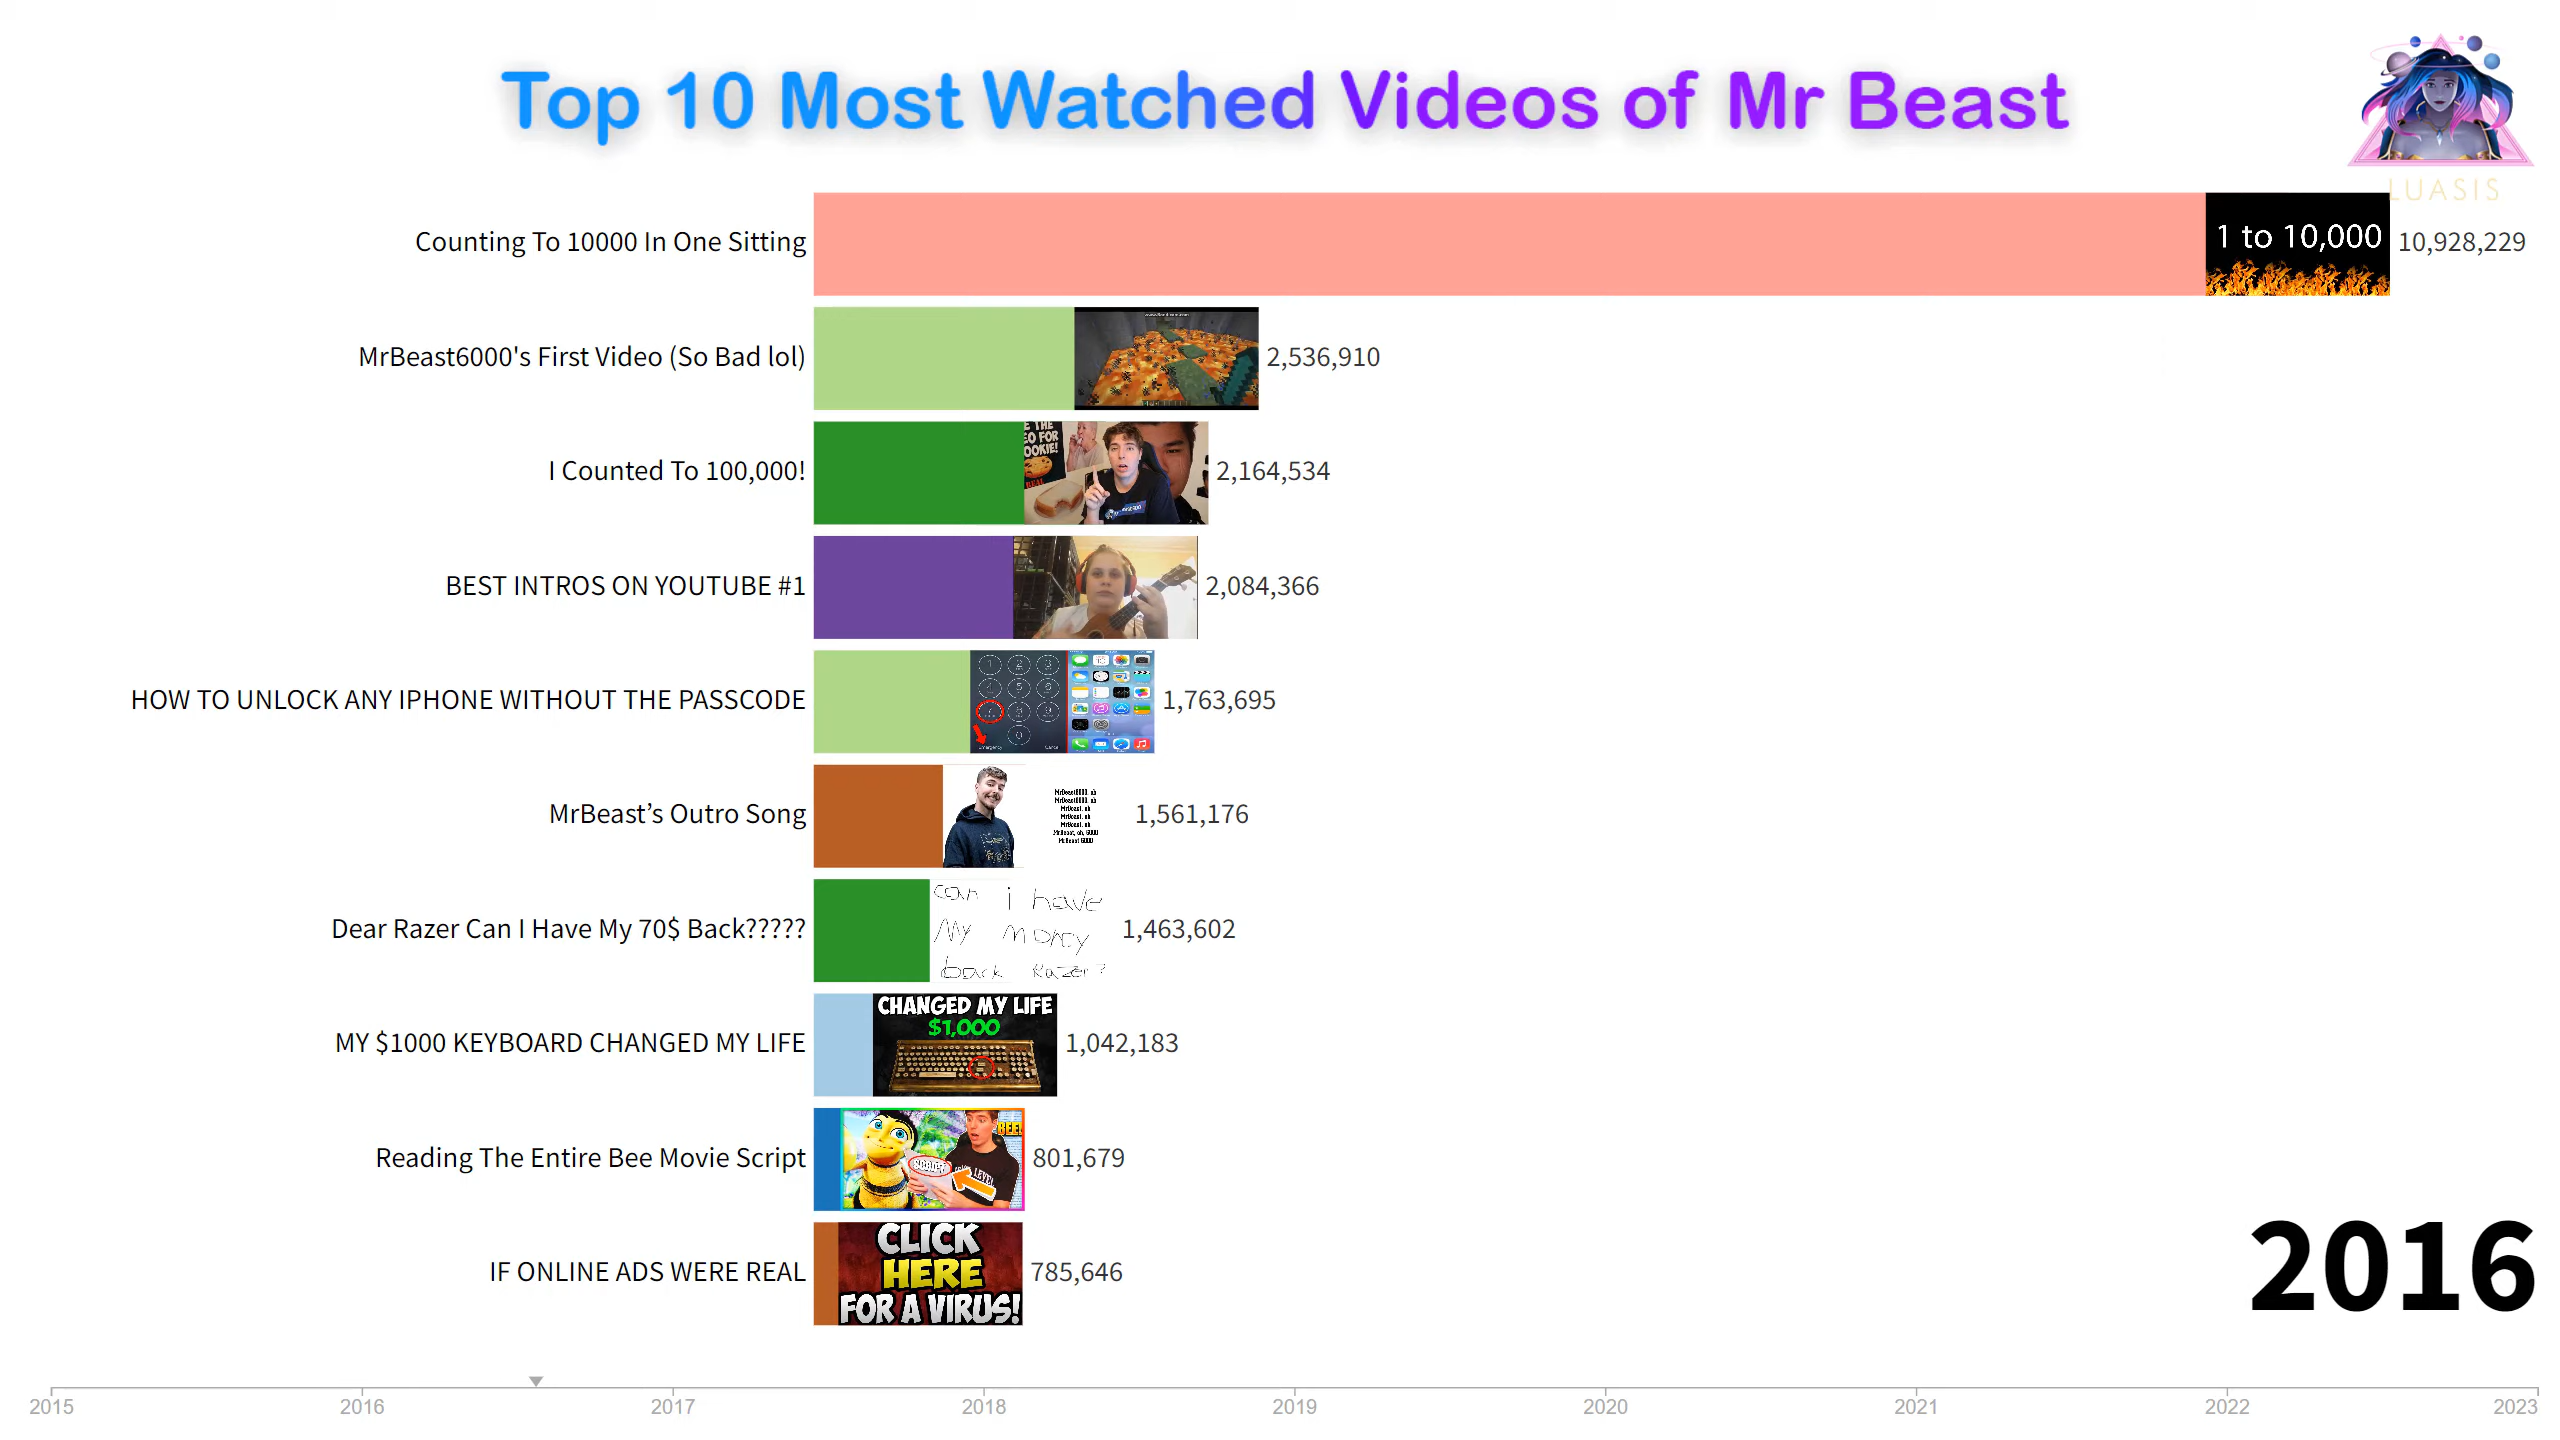 Top 10 Most Watched Videos of Mr Beast
LUASIS
Counting To 10000 In One Sitting
1 to 10,000
10,928,229
MrBeast6000's First Video (So Bad lol)
2,536,910
I Counted To 100,000!
2,164,534
BEST INTROS ON YOUTUBE #1
2,084,366
HOW TO UNLOCK ANY IPHONE WITHOUT THE PASSCODE
1,763,695
MrBeast’s Outro Song
1,561,176
Dear Razer Can I Have My 70$ Back?????
can i have
My money
back Razer?
1,463,602
MY $1000 KEYBOARD CHANGED MY LIFE
CHANGED MY LIFE
$1,000
1,042,183
Reading The Entire Bee Movie Script
801,679
IF ONLINE ADS WERE REAL
CLICK
HERE
FOR A VIRUS!
785,646
2016
2015 2016 2017 2018 2019 2020 2021 2022 2023